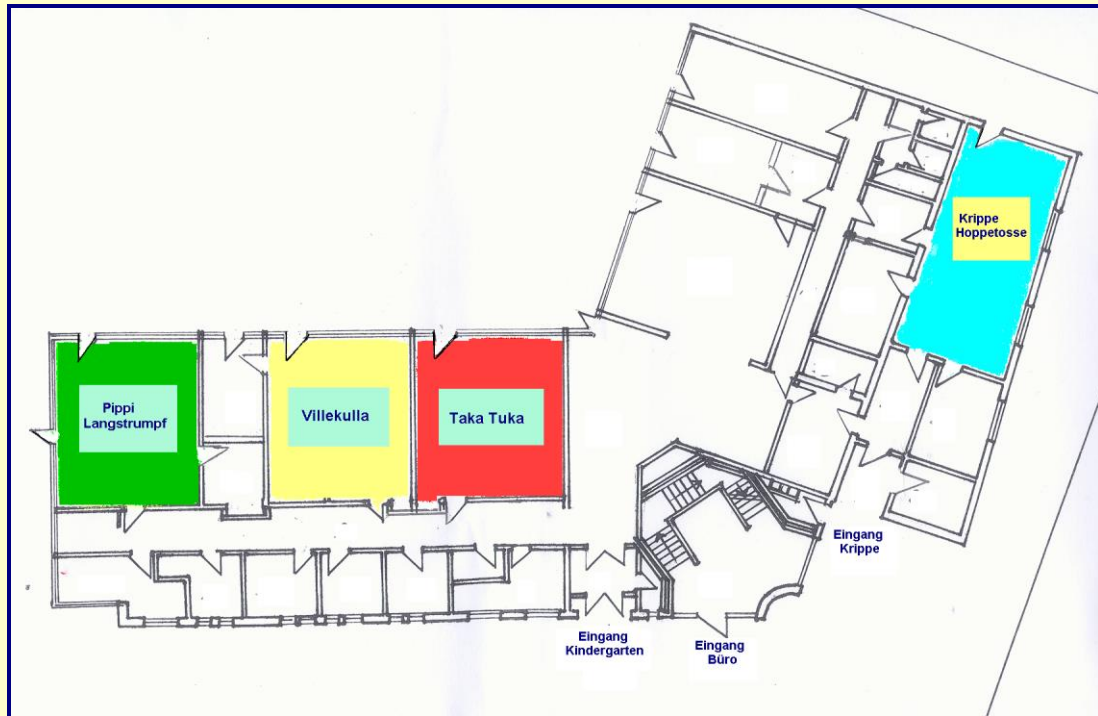 Krippe
Hoppetosse
Pippi
Langstrumpf
Villekulla
Taka Tuka
Eingang
Krippe
Eingang
Kindergarten
Eingang
Büro